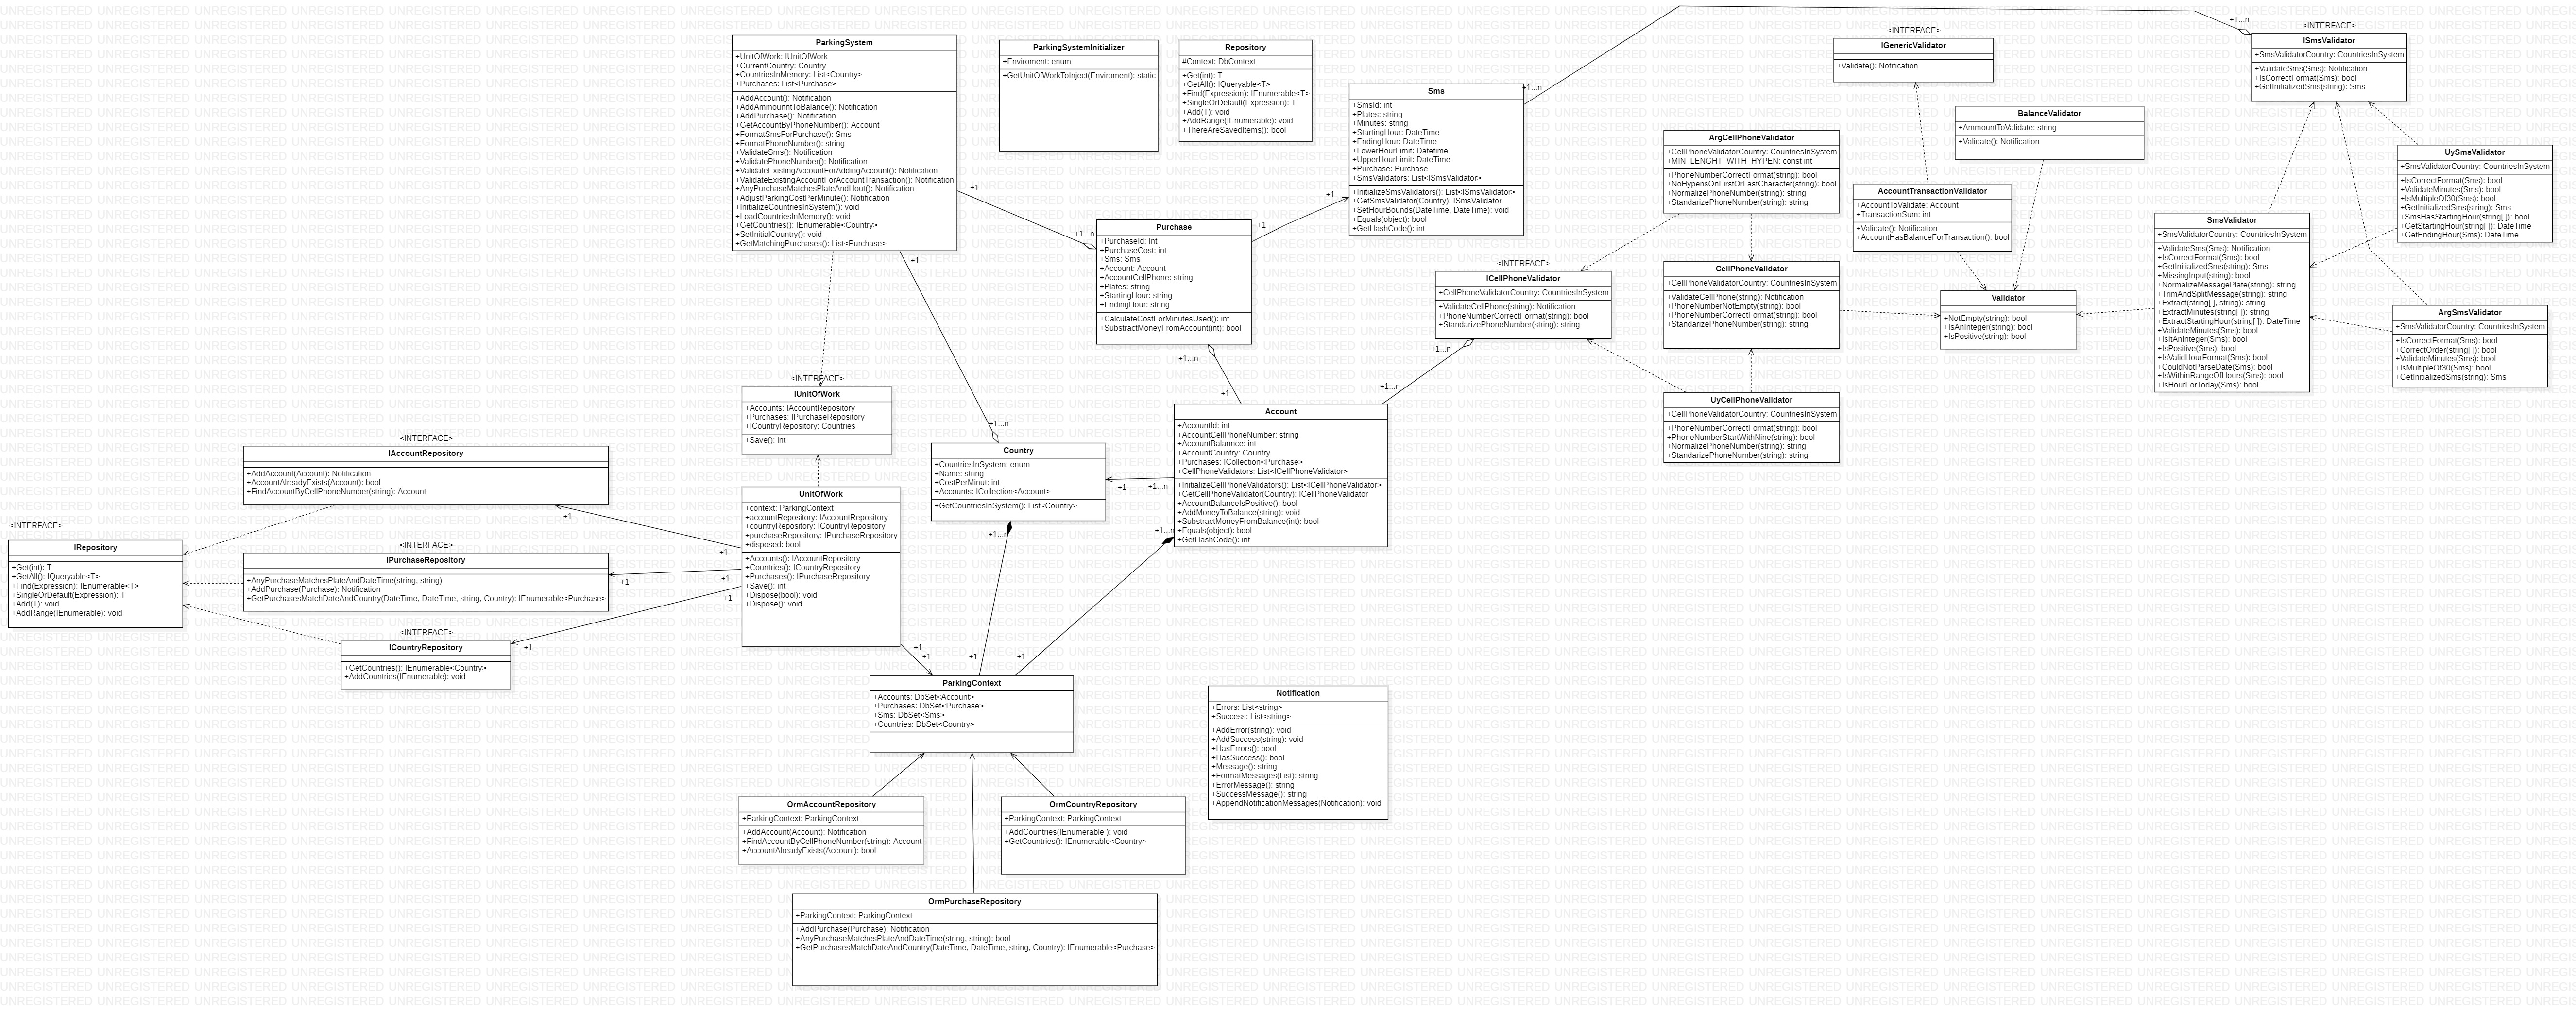 ParkingSystem
+UnitOfWork: IUnitOfWork
+CurrentCountry: Country
+CountriesInMemory: List<Country>
+Purchases: List<Purchase>
+AddAccount(): Notification
+AddAmmounntToBalance(): Notification
+AddPurchase(): Notification
+GetAccountByPhoneNumber(): Account
+FormatSmsForPurchase(): Sms
+FormatPhoneNumber(): string
+ValidateSms(): Notification
+ValidatePhoneNumber(): Notification
+ValidateExistingAccountForAddingAccount(): Notification
+ValidateExistingAccountForAccountTransaction(): Notification
+AnyPurchaseMatchesPlateAndHout(): Notification
+AdjustParkingCostPerMinute(): Notification
+InitializeCountriesInSystem(): void
+LoadCountriesInMemory(): void
+GetCountries(): IEnumerable<Country>
+SetInitialCountry(): void
+GetMatchingPurchases(): List<Purchase>
ParkingSystemInitializer
+Enviroment: enum
+GetUnitOfWorkToInject(Enviroment): static
Repository
#Context: DbContext
+Get(int): T
+GetAll(): IQueryable<T>
+Find(Expression): IEnumerable<T>
+SingleOrDefault(Expression): T
+Add(T): void
+AddRange(IEnumerable): void
+ThereAreSavedItems(): bool
Sms
+SmsId: int
+Plates: string
+Minutes: string
+StartingHour: DateTime
+EndingHour: DateTime
+LowerHourLimit: Datetime
+UpperHourLimit: DateTime
+Purchase: Purchase
+SmsValidators: List<ISmsValidator>
+InitializeSmsValidators(): List<ISmsValidator>
+GetSmsValidator(Country): ISmsValidator
+SetHourBounds(DateTime, DateTime): void
+Equals(object): bool
+GetHashCode(): int
+1...n
+1...n
<INTERFACE>
IGenericValidator
+Validate(): Notification
<INTERFACE>
ISmsValidator
+SmsValidatorCountry: CountriesInSystem
+ValidateSms(Sms): Notification
+IsCorrectFormat(Sms): bool
+GetInitializedSms(string): Sms
BalanceValidator
+AmmountToValidate: string
+Validate(): Notification
ArgCellPhoneValidator
+CellPhoneValidatorCountry: CountriesInSystem
+MIN_LENGHT_WITH_HYPEN: const int
+PhoneNumberCorrectFormat(string): bool
+NoHypensOnFirstOrLastCharacter(string): bool
+NormalizePhoneNumber(string): string
+StandarizePhoneNumber(string): string
AccountTransactionValidator
+AccountToValidate: Account
+TransactionSum: int
+Validate(): Notification
+AccountHasBalanceForTransaction(): bool
UySmsValidator
+SmsValidatorCountry: CountriesInSystem
+IsCorrectFormat(Sms): bool
+ValidateMinutes(Sms): bool
+IsMultipleOf30(Sms): bool
+GetInitializedSms(string): Sms
+SmsHasStartingHour(string[ ]): bool
+GetStartingHour(string[ ]): DateTime
+GetEndingHour(Sms): DateTime
SmsValidator
+SmsValidatorCountry: CountriesInSystem
+ValidateSms(Sms): Notification
+IsCorrectFormat(Sms): bool
+GetInitializedSms(string): Sms
+MissingInput(string): bool
+NormalizeMessagePlate(string): string
+TrimAndSplitMessage(string): string
+Extract(string[ ], string): string
+ExtractMinutes(string[ ]): string
+ExtractStartingHour(string[ ]): DateTime
+ValidateMinutes(Sms): bool
+IsItAnInteger(Sms): bool
+IsPositive(Sms): bool
+IsValidHourFormat(Sms): bool
+CouldNotParseDate(Sms): bool
+IsWithinRangeOfHours(Sms): bool
+IsHourForToday(Sms): bool
ArgSmsValidator
+SmsValidatorCountry: CountriesInSystem
+IsCorrectFormat(Sms): bool
+CorrectOrder(string[ ]): bool
+ValidateMinutes(Sms): bool
+IsMultipleOf30(Sms): bool
+GetInitializedSms(string): Sms
Purchase
+PurchaseId: Int
+PurchaseCost: int
+Sms: Sms
+Account: Account
+AccountCellPhone: string
+Plates: string
+StartingHour: string
+EndingHour: string
+CalculateCostForMinutesUsed(): int
+SubstractMoneyFromAccount(int): bool
+1
+1...n
+1
+1
<INTERFACE>
ICellPhoneValidator
+CellPhoneValidatorCountry: CountriesInSystem
+ValidateCellPhone(string): Notification
+PhoneNumberCorrectFormat(string): bool
+StandarizePhoneNumber(string): string
CellPhoneValidator
+CellPhoneValidatorCountry: CountriesInSystem
+ValidateCellPhone(string): Notification
+PhoneNumberNotEmpty(string): bool
+PhoneNumberCorrectFormat(string): bool
+StandarizePhoneNumber(string): string
Validator
+NotEmpty(string): bool
+IsAnInteger(string): bool
+IsPositive(string): bool
UyCellPhoneValidator
+CellPhoneValidatorCountry: CountriesInSystem
+PhoneNumberCorrectFormat(string): bool
+PhoneNumberStartWithNine(string): bool
+NormalizePhoneNumber(string): string
+StandarizePhoneNumber(string): string
+1
+1...n
+1...n
+1
+1...n
+1...n
<INTERFACE>
IUnitOfWork
+Accounts: IAccountRepository
+Purchases: IPurchaseRepository
+ICountryRepository: Countries
+Save(): int
Account
+AccountId: int
+AccountCellPhoneNumber: string
+AccountBalannce: int
+AccountCountry: Country
+Purchases: ICollection<Purchase>
+CellPhoneValidators: List<ICellPhoneValidator>
+InitializeCellPhoneValidators(): List<ICellPhoneValidator>
+GetCellPhoneValidator(Country): ICellPhoneValidator
+AccountBalanceIsPositive(): bool
+AddMoneyToBalance(string): void
+SubstractMoneyFromBalance(int): bool
+Equals(object): bool
+GetHashCode(): int
Country
+CountriesInSystem: enum
+Name: string
+CostPerMinut: int
+Accounts: ICollection<Account>
+GetCountriesInSystem(): List<Country>
+1
+1...n
+1...n
+1...n
<INTERFACE>
IAccountRepository
+AddAccount(Account): Notification
+AccountAlreadyExists(Account): bool
+FindAccountByCellPhoneNumber(string): Account
UnitOfWork
+context: ParkingContext
+accountRepository: IAccountRepository
+countryRepository: ICountryRepository
+purchaseRepository: IPurchaseRepository
+disposed: bool
+Accounts(): IAccountRepository
+Countries(): ICountryRepository
+Purchases(): IPurchaseRepository
+Save(): int
+Dispose(bool): void
+Dispose(): void
<INTERFACE>
IRepository
+Get(int): T
+GetAll(): IQueryable<T>
+Find(Expression): IEnumerable<T>
+SingleOrDefault(Expression): T
+Add(T): void
+AddRange(IEnumerable): void
<INTERFACE>
IPurchaseRepository
+AnyPurchaseMatchesPlateAndDateTime(string, string)
+AddPurchase(Purchase): Notification
+GetPurchasesMatchDateAndCountry(DateTime, DateTime, string, Country): IEnumerable<Purchase>
<INTERFACE>
ICountryRepository
+GetCountries(): IEnumerable<Country>
+AddCountries(IEnumerable): void
+1
+1
+1
+1
+1
+1
+1
+1
+1
+1
ParkingContext
+Accounts: DbSet<Account>
+Purchases: DbSet<Purchase>
+Sms: DbSet<Sms>
+Countries: DbSet<Country>
Notification
+Errors: List<string>
+Success: List<string>
+AddError(string): void
+AddSuccess(string): void
+HasErrors(): bool
+HasSuccess(): bool
+Message(): string
+FormatMessages(List): string
+ErrorMessage(): string
+SuccessMessage(): string
+AppendNotificationMessages(Notification): void
OrmAccountRepository
+ParkingContext: ParkingContext
+AddAccount(Account): Notification
+FindAccountByCellPhoneNumber(string): Account
+AccountAlreadyExists(Account): bool
OrmCountryRepository
+ParkingContext: ParkingContext
+AddCountries(IEnumerable ): void
+GetCountries(): IEnumerable<Country>
OrmPurchaseRepository
+ParkingContext: ParkingContext
+AddPurchase(Purchase): Notification
+AnyPurchaseMatchesPlateAndDateTime(string, string): bool
+GetPurchasesMatchDateAndCountry(DateTime, DateTime, string, Country): IEnumerable<Purchase>
UNREGISTERED